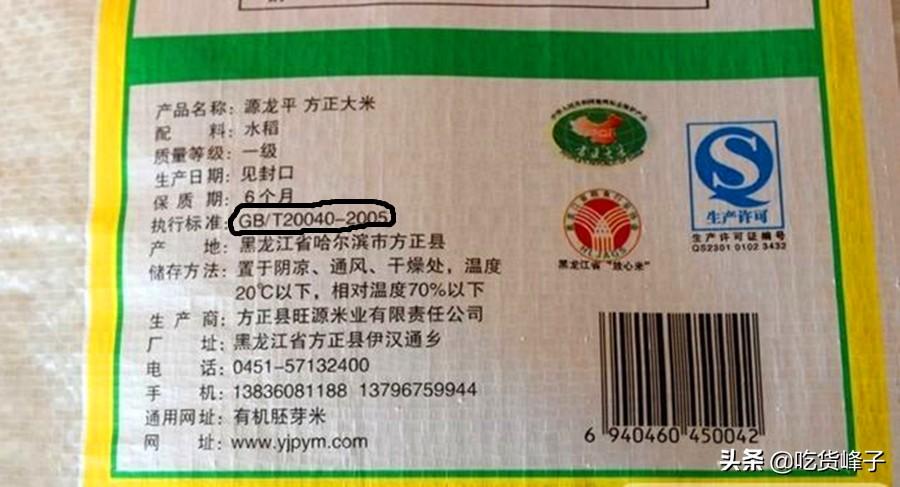 产品名称：源龙平 方正大米
配 料：水稻
质量等级：一级
生产日期：见封口
保 质 期：6个月
执行标准：GB/T20040-2005
产 地：黑龙江省哈尔滨市方正县
储存方法：置于阴凉、通风、干燥处，温度
20℃以下，相对温度70%以下
生 产 商：方正县旺源米业有限责任公司
厂 址：黑龙江省方正县伊汉通乡
电 话：0451-57132400
手 机：13836081188 13796759944
通用网址：有机胚芽米
网 址：www.yjpym.com
PGI
生产许可
生产许可证编号
QS2301 0102 3432
HLJAGS
黑龙江省“放心米”
6 940460 450042
头条 @吃货峰子